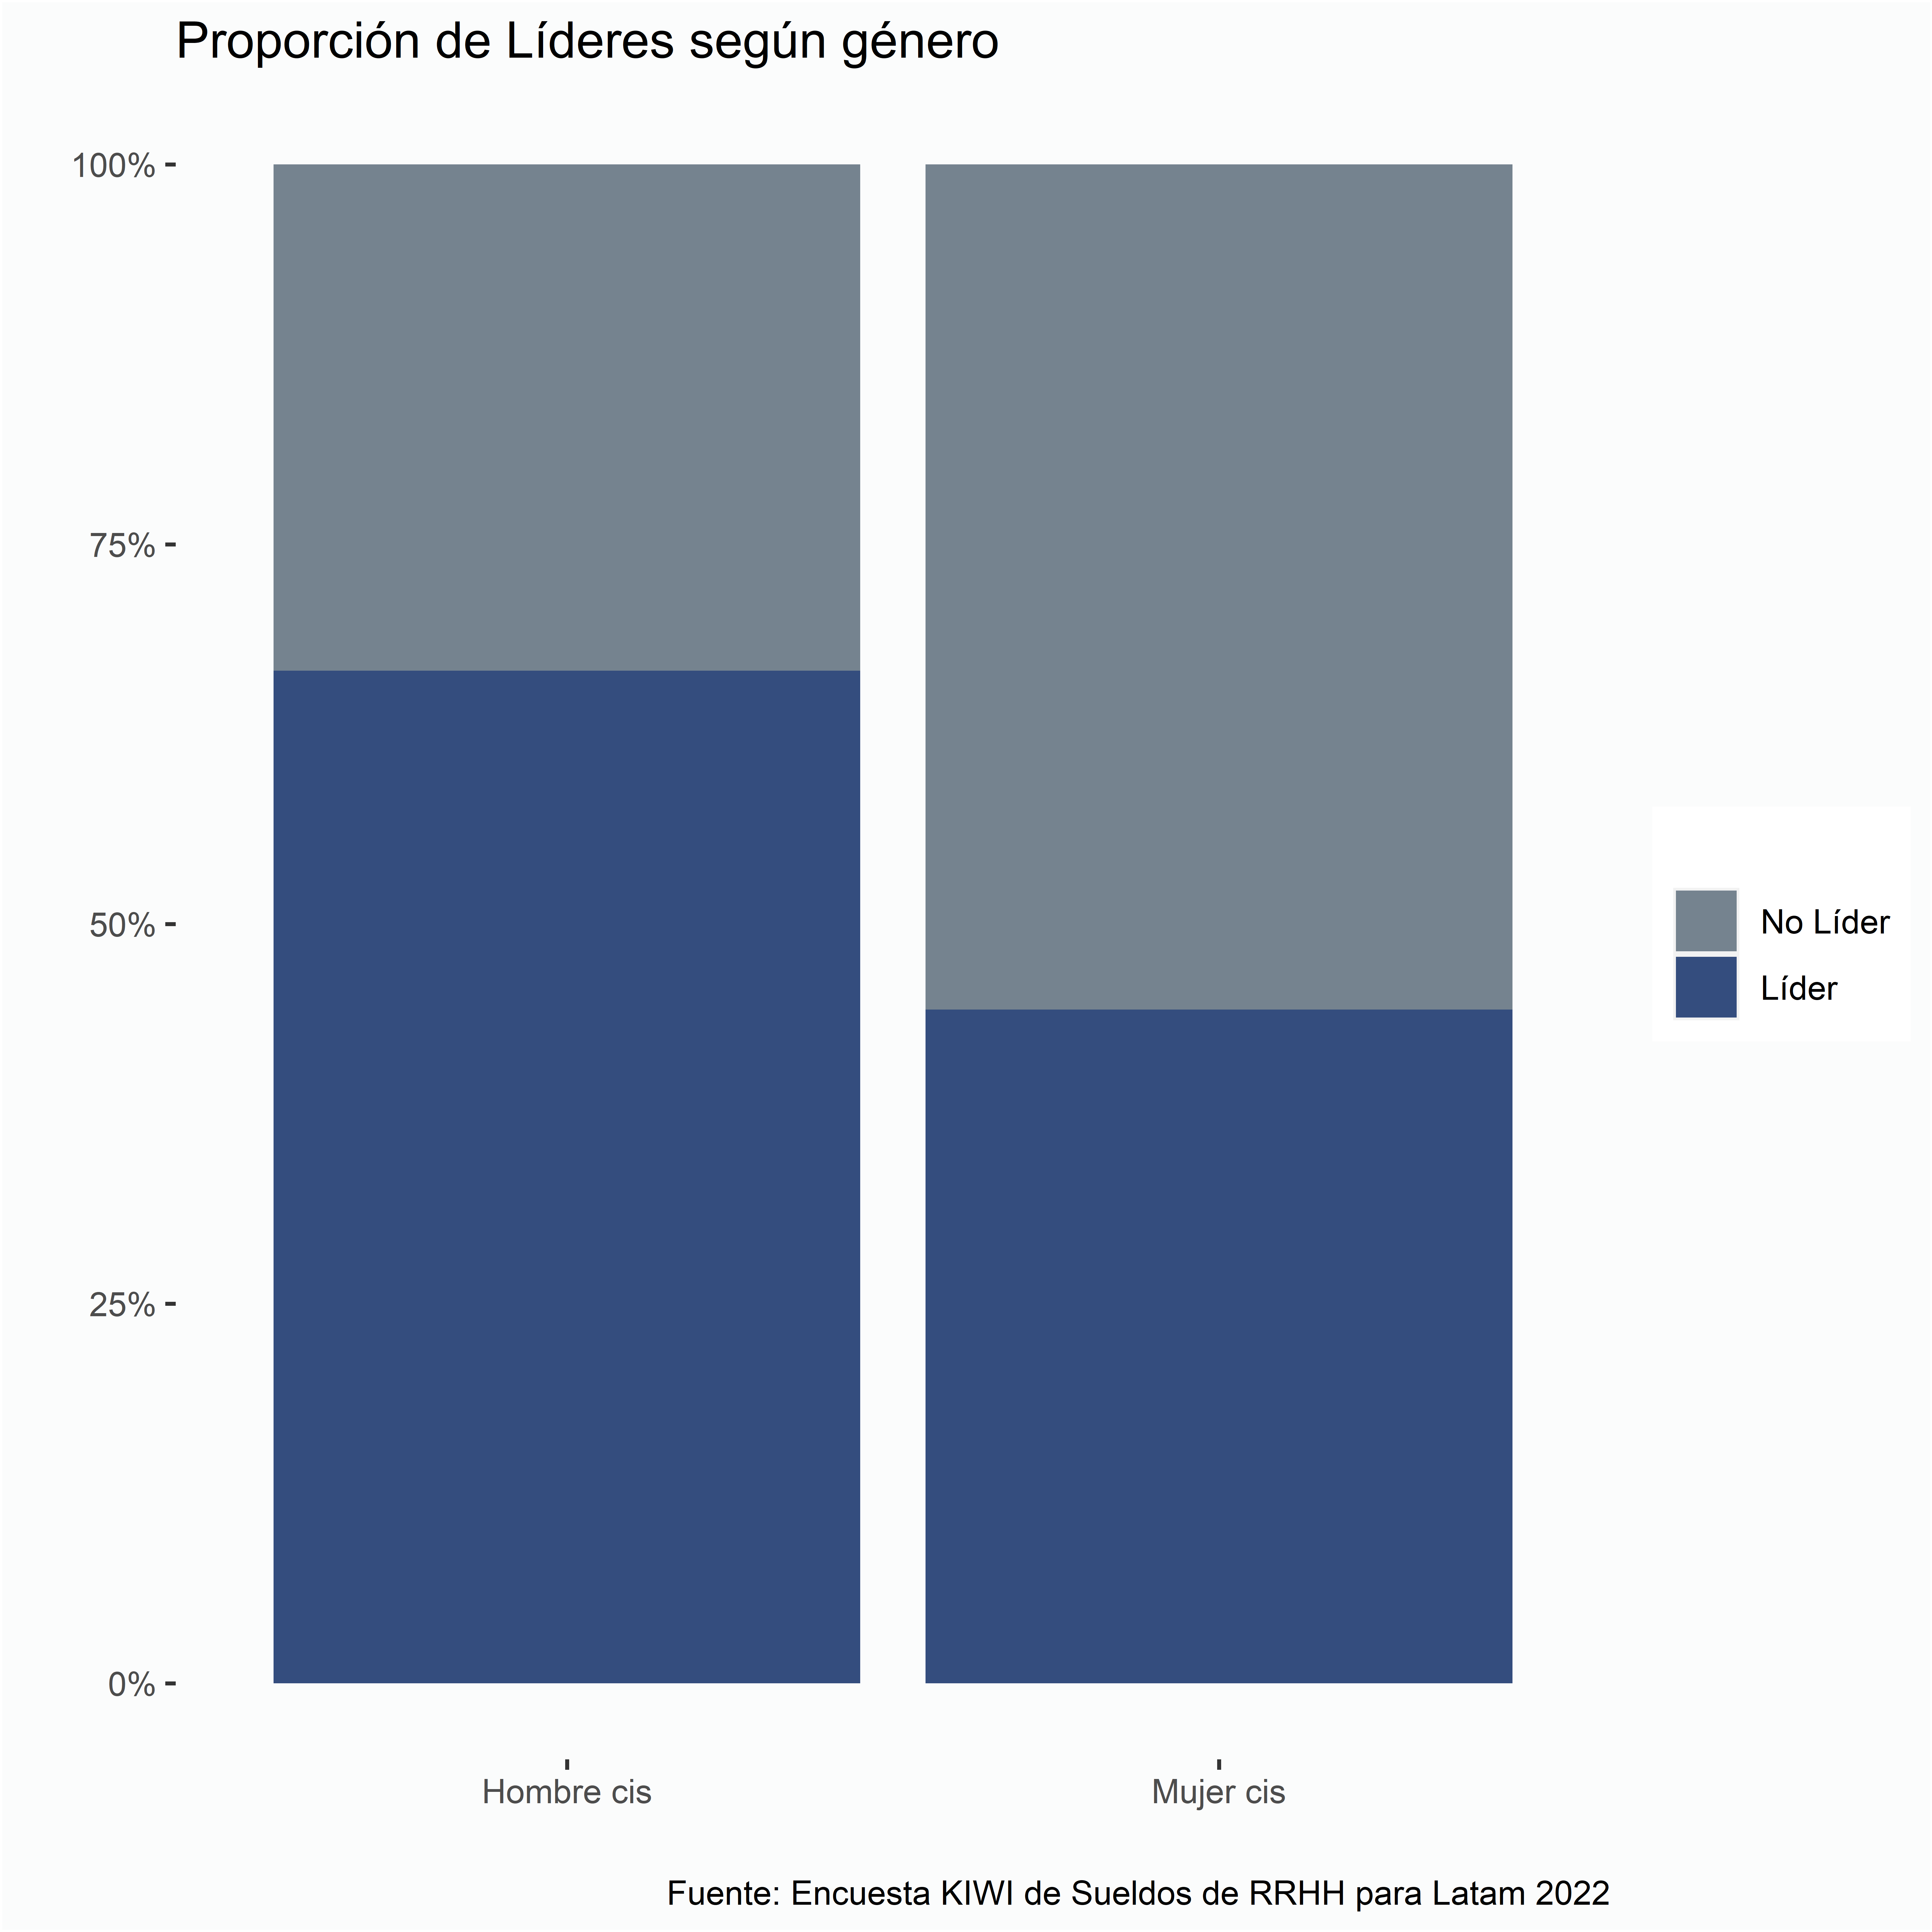 Proporción de Líderes según género
100%
75%
50%
25%
0%
Hombre cis
Mujer cis
No Líder
Líder
Fuente: Encuesta KIWI de Sueldos de RRHH para Latam 2022